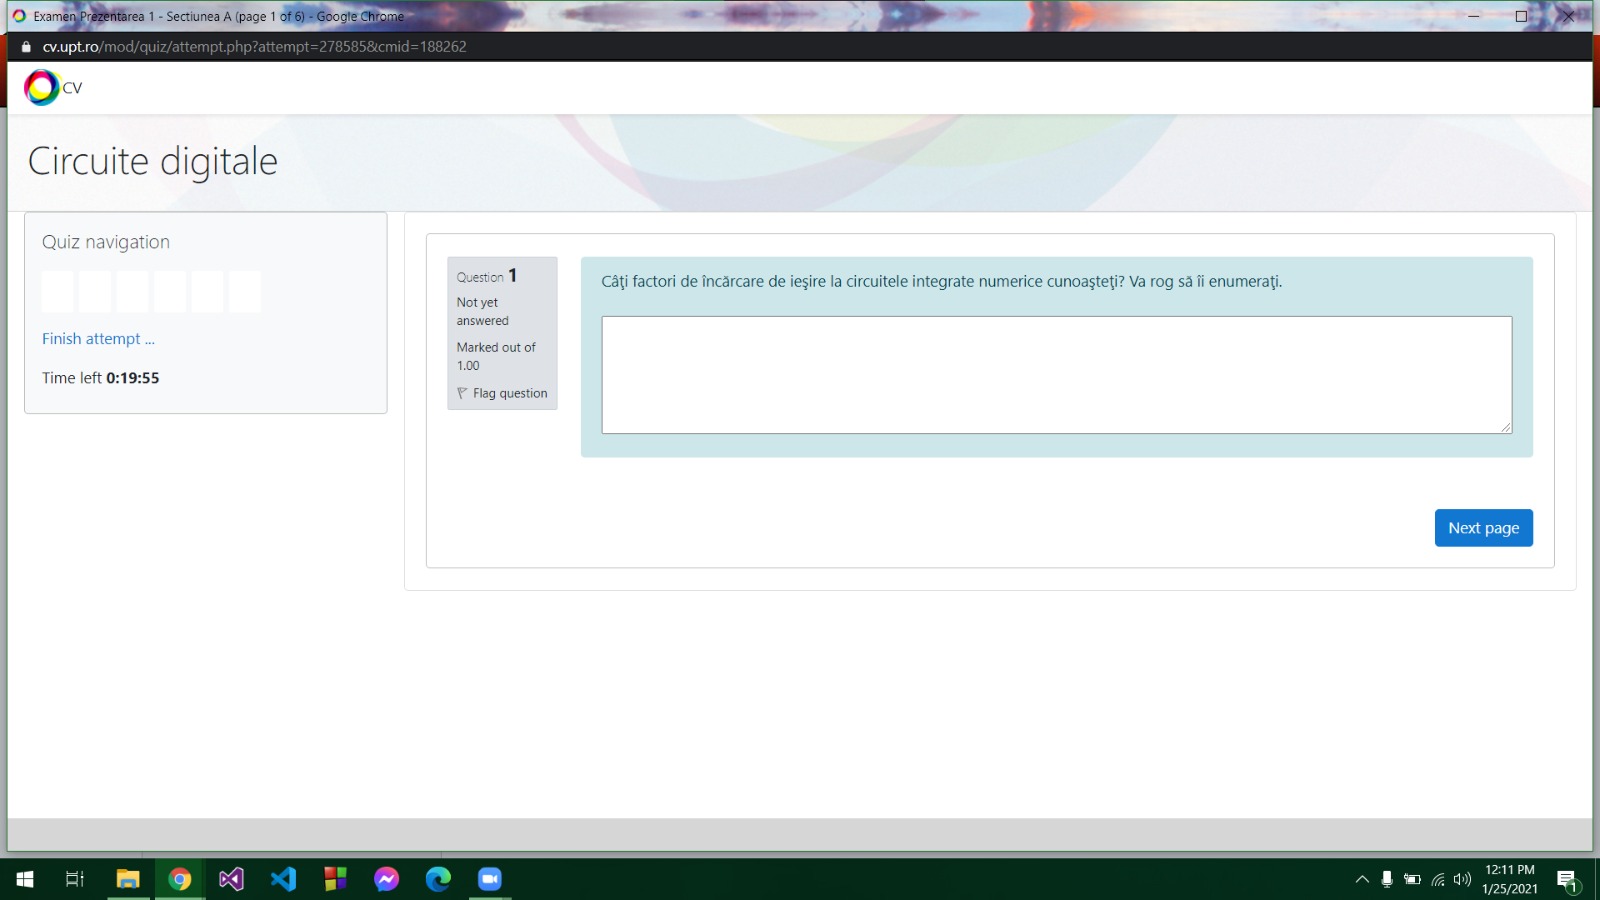 Examen Prezentarea 1 - Sectiunea A (page 1 of 6) - Google Chrome
cv.upt.ro/mod/quiz/attempt.php?attempt=278585&cmid=188262
CV
Circuite digitale
Quiz navigation
Finish attempt ...
Time left 0:19:55
Question 1
Not yet
answered
Marked out of
1.00
Flag question
Câţi factori de încărcare de ieşire la circuitele integrate numerice cunoaşteţi? Va rog să îi enumeraţi.
Next page
12:11 PM
1/25/2021
1